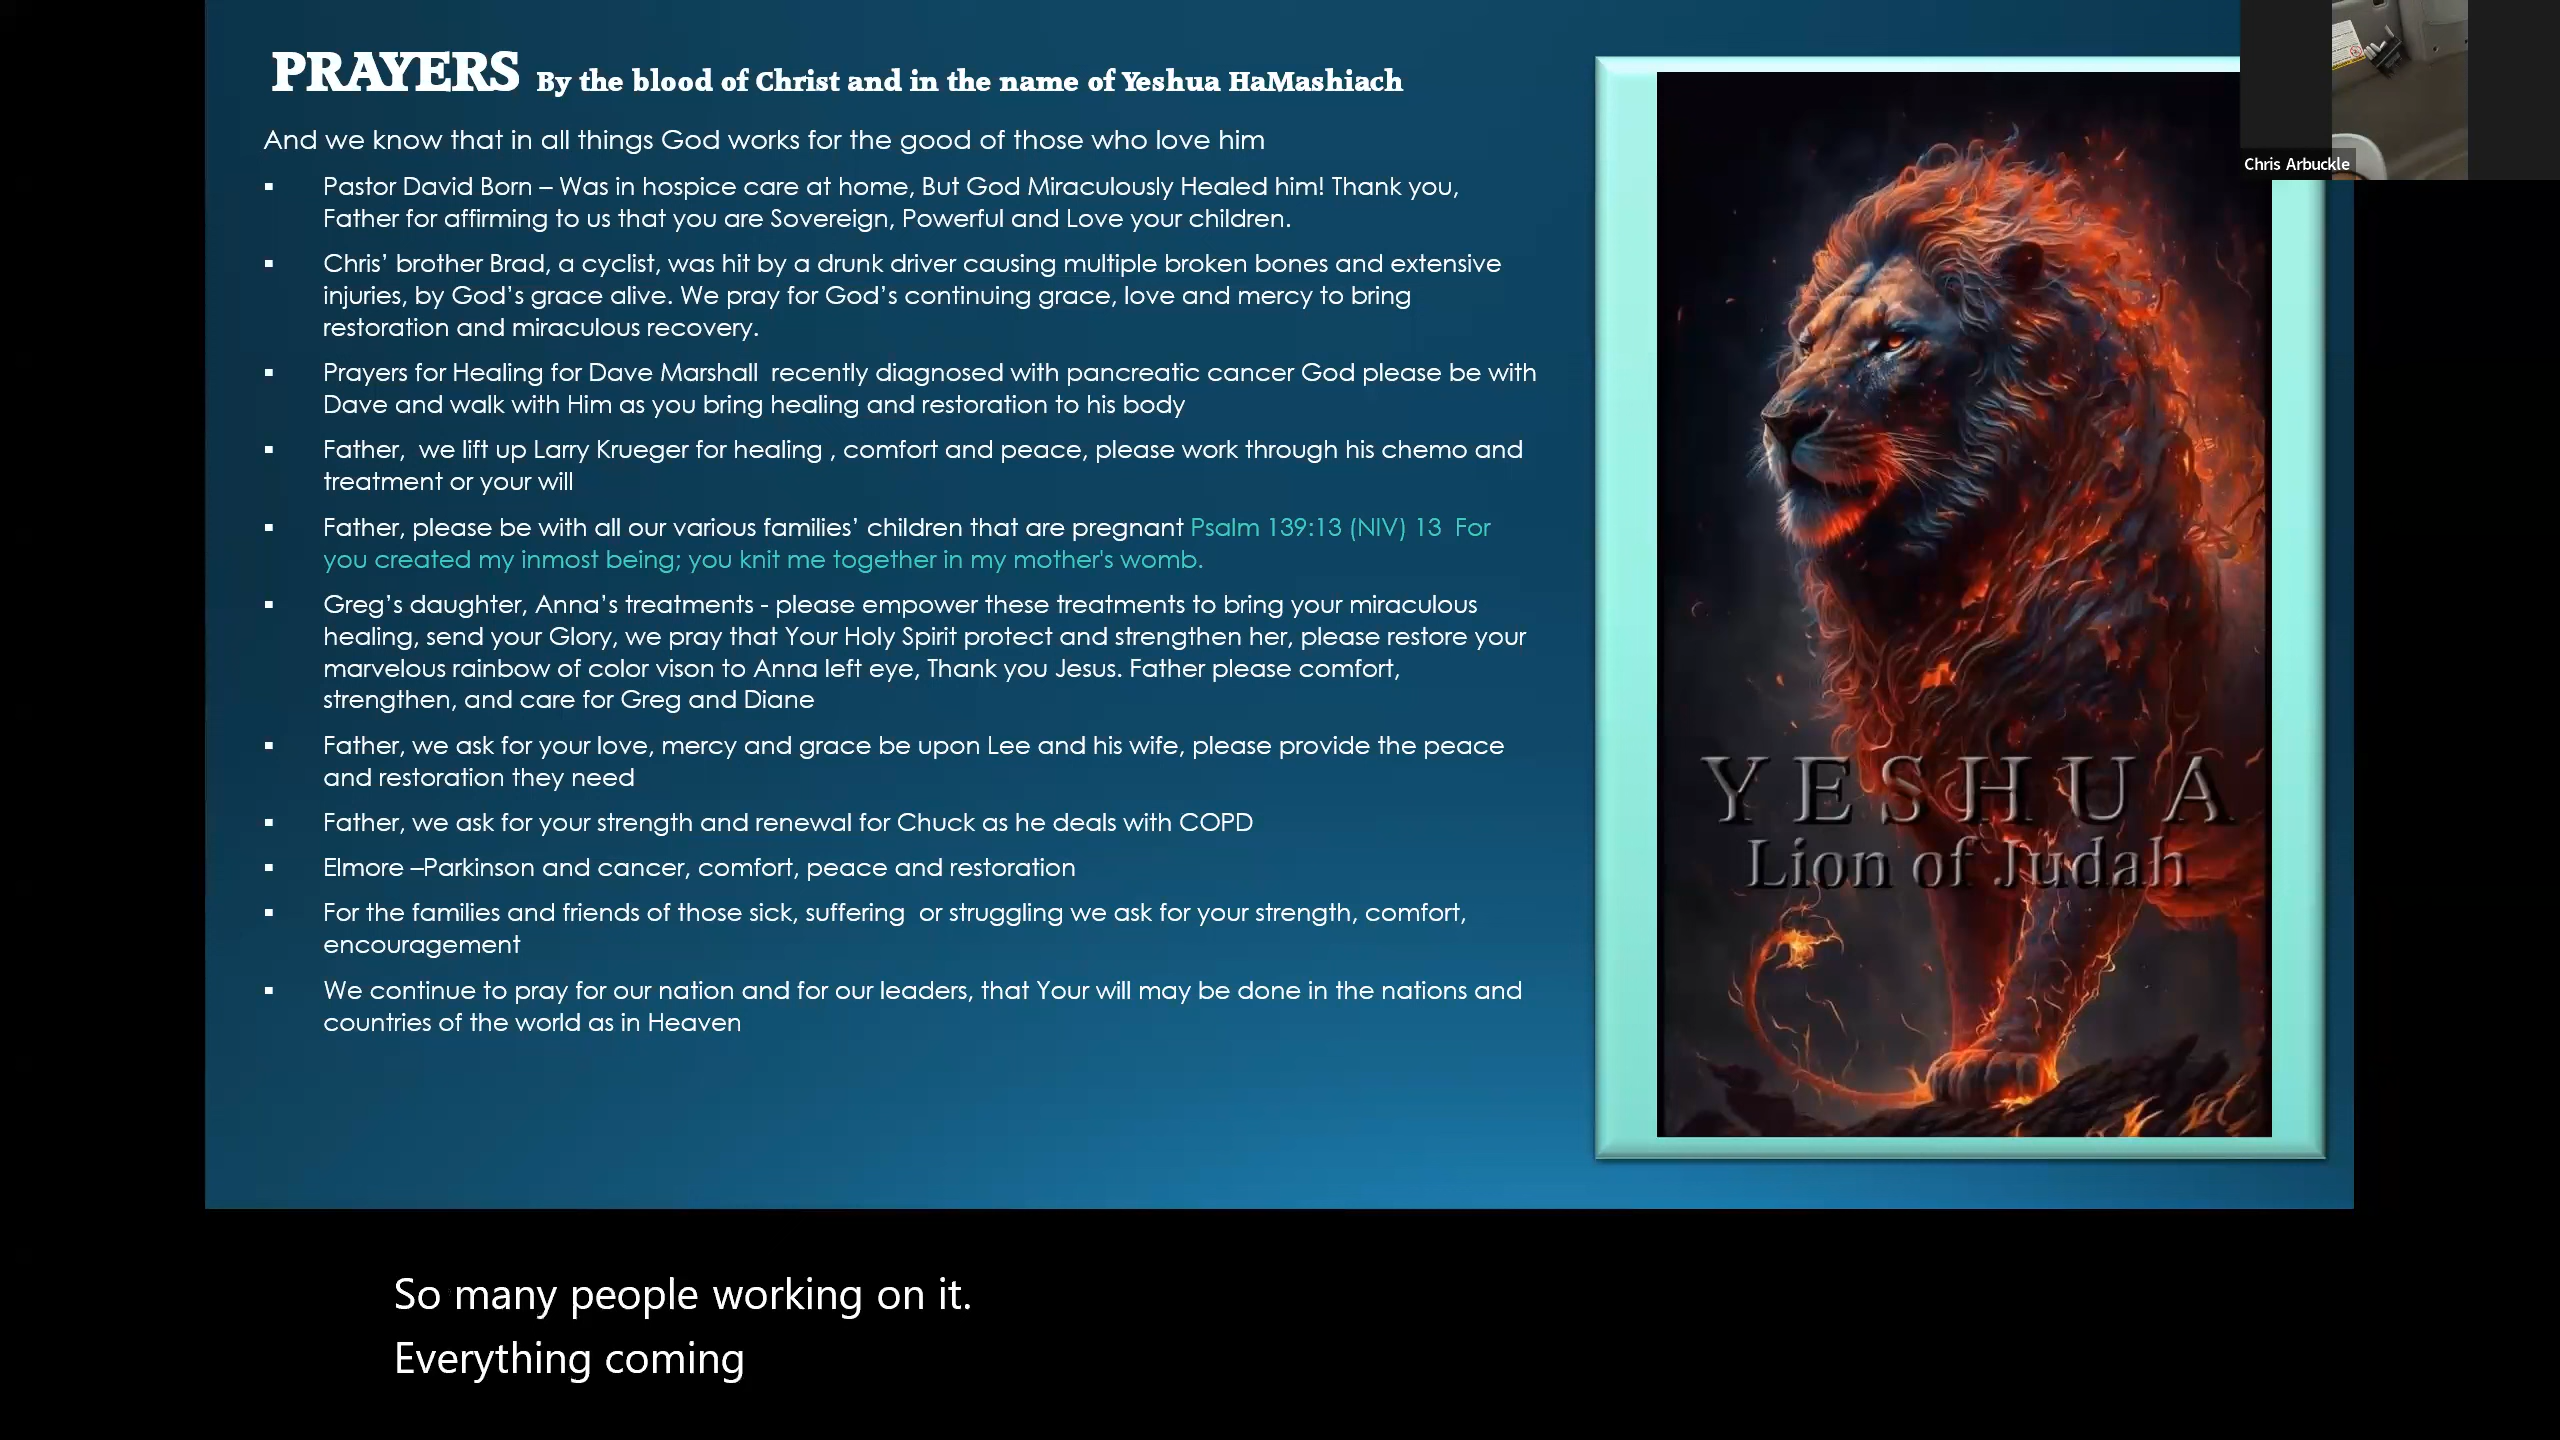 PRAYERS By the blood of Christ and in the name of Yeshua HaMashiach
And we know that in all things God works for the good of those who love him
▪ Pastor David Born – Was in hospice care at home, But God Miraculously Healed him! Thank you,
Father for affirming to us that you are Sovereign, Powerful and Love your children.
▪ Chris’ brother Brad, a cyclist, was hit by a drunk driver causing multiple broken bones and extensive
injuries, by God’s grace alive. We pray for God’s continuing grace, love and mercy to bring
restoration and miraculous recovery.
▪ Prayers for Healing for Dave Marshall  recently diagnosed with pancreatic cancer God please be with
Dave and walk with Him as you bring healing and restoration to his body
▪ Father,  we lift up Larry Krueger for healing , comfort and peace, please work through his chemo and
treatment or your will
▪ Father, please be with all our various families’ children that are pregnant Psalm 139:13 (NIV) 13  For
you created my inmost being; you knit me together in my mother's womb.
▪ Greg’s daughter, Anna’s treatments - please empower these treatments to bring your miraculous
healing, send your Glory, we pray that Your Holy Spirit protect and strengthen her, please restore your
marvelous rainbow of color vison to Anna left eye, Thank you Jesus. Father please comfort,
strengthen, and care for Greg and Diane
▪ Father, we ask for your love, mercy and grace be upon Lee and his wife, please provide the peace
and restoration they need
▪ Father, we ask for your strength and renewal for Chuck as he deals with COPD
▪ Elmore –Parkinson and cancer, comfort, peace and restoration
▪ For the families and friends of those sick, suffering  or struggling we ask for your strength, comfort,
encouragement
▪ We continue to pray for our nation and for our leaders, that Your will may be done in the nations and
countries of the world as in Heaven
YESHUA
Lion of Judah
Chris Arbuckle
So many people working on it.
Everything coming